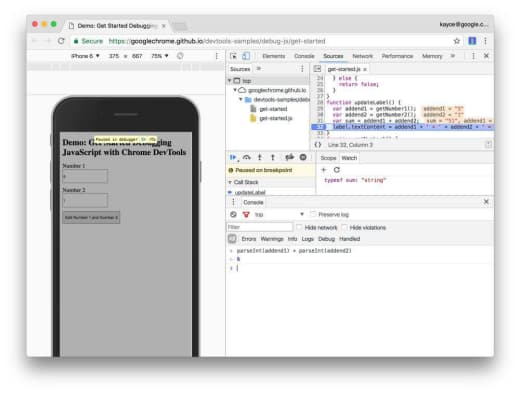 Demo: Get Started Debugging
kayce@google.c...
Secure https://googlechrome.github.io/devtools-samples/debug-js/get-started
iPhone 6 375 × 667 75%
Elements Console Sources Network Performance Memory »
Sources »
get-started.js ×
top
googlechrome.github.io
devtools-samples/deb
get-started
get-started.js
24 } else {
25 return false;
26 }
27 }
28 function updateLabel() {
29 var addend1 = getNumber1(); addend1 = "5"
30 var addend2 = getNumber2(); addend2 = "1"
31 var sum = addend1 + addend2; sum = "51", addend1 =
32 label.textContent = addend1 + ' + ' + addend2 + ' =
{} Line 32, Column 3
Paused in debugger
Demo: Get Started Debugging
JavaScript with Chrome DevTools
Number 1
Number 2
Add Number 1 and Number 2
Paused on breakpoint
Call Stack
updateLabel
Scope Watch
typeof sum: "string"
Console
top
Preserve log
Filter
Hide network
Hide violations
All Errors Warnings Info Logs Debug Handled
> parseInt(addend1) + parseInt(addend2)
6
>